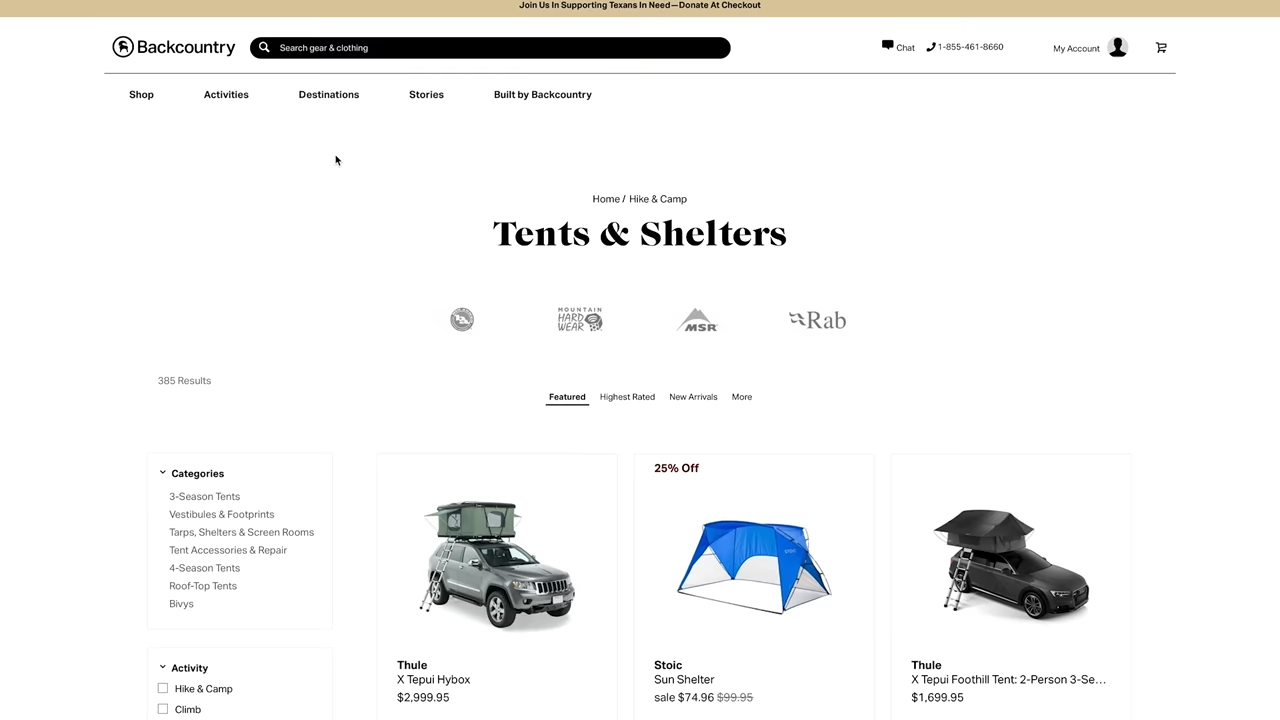 Join Us In Supporting Texans In Need—Donate At Checkout
Backcountry
Search gear & clothing
Chat
1-855-461-8660
My Account
Shop
Activities
Destinations
Stories
Built by Backcountry
Home / Hike & Camp
Tents & Shelters
MOUNTAIN
HARD
WEAR
MSR
Rab
385 Results
Featured
Highest Rated
New Arrivals
More
Categories
3-Season Tents
Vestibules & Footprints
Tarps, Shelters & Screen Rooms
Tent Accessories & Repair
4-Season Tents
Roof-Top Tents
Bivys
Activity
Hike & Camp
Climb
Thule
X Tepui Hybox
$2,999.95
25% Off
STOIC
Stoic
Sun Shelter
sale $74.96 $99.95
Thule
X Tepui Foothill Tent: 2-Person 3-Se...
$1,699.95